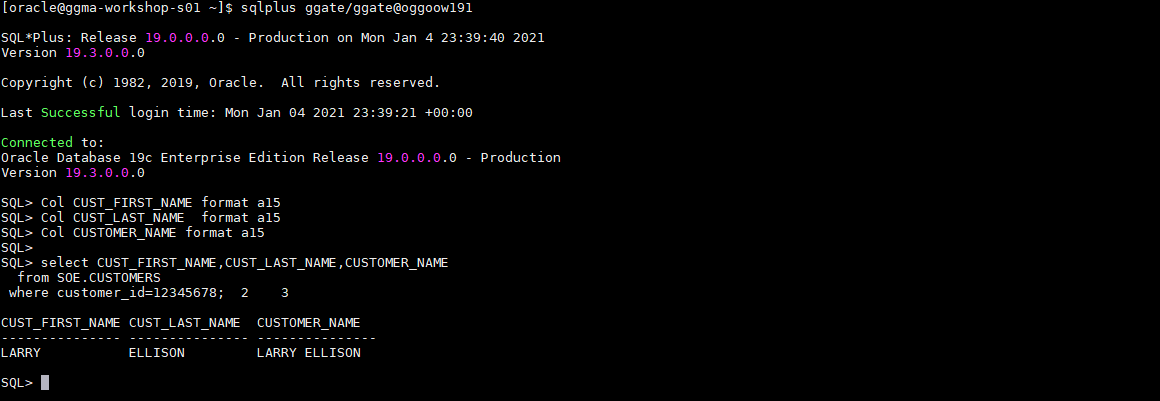 [oracle@ggma-workshop-s01 ~]$ sqlplus ggate/ggate@oggoow191
SQL*Plus: Release 19.0.0.0.0 - Production on Mon Jan 4 23:39:40 2021
Version 19.3.0.0.0
Copyright (c) 1982, 2019, Oracle.  All rights reserved.
Last Successful login time: Mon Jan 04 2021 23:39:21 +00:00
Connected to:
Oracle Database 19c Enterprise Edition Release 19.0.0.0.0 - Production
Version 19.3.0.0.0
SQL> Col CUST_FIRST_NAME format a15
SQL> Col CUST_LAST_NAME  format a15
SQL> Col CUSTOMER_NAME format a15
SQL>
SQL> select CUST_FIRST_NAME,CUST_LAST_NAME,CUSTOMER_NAME
  from SOE.CUSTOMERS
 where customer_id=12345678;  2    3
CUST_FIRST_NAME CUST_LAST_NAME  CUSTOMER_NAME
--------------- --------------- ---------------
LARRY           ELLISON         LARRY ELLISON
SQL>